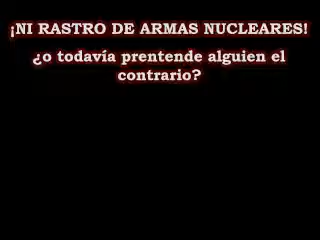 ¡NI RASTRO DE ARMAS NUCLEARES!
¿o todavía prentende alguien el
contrario?